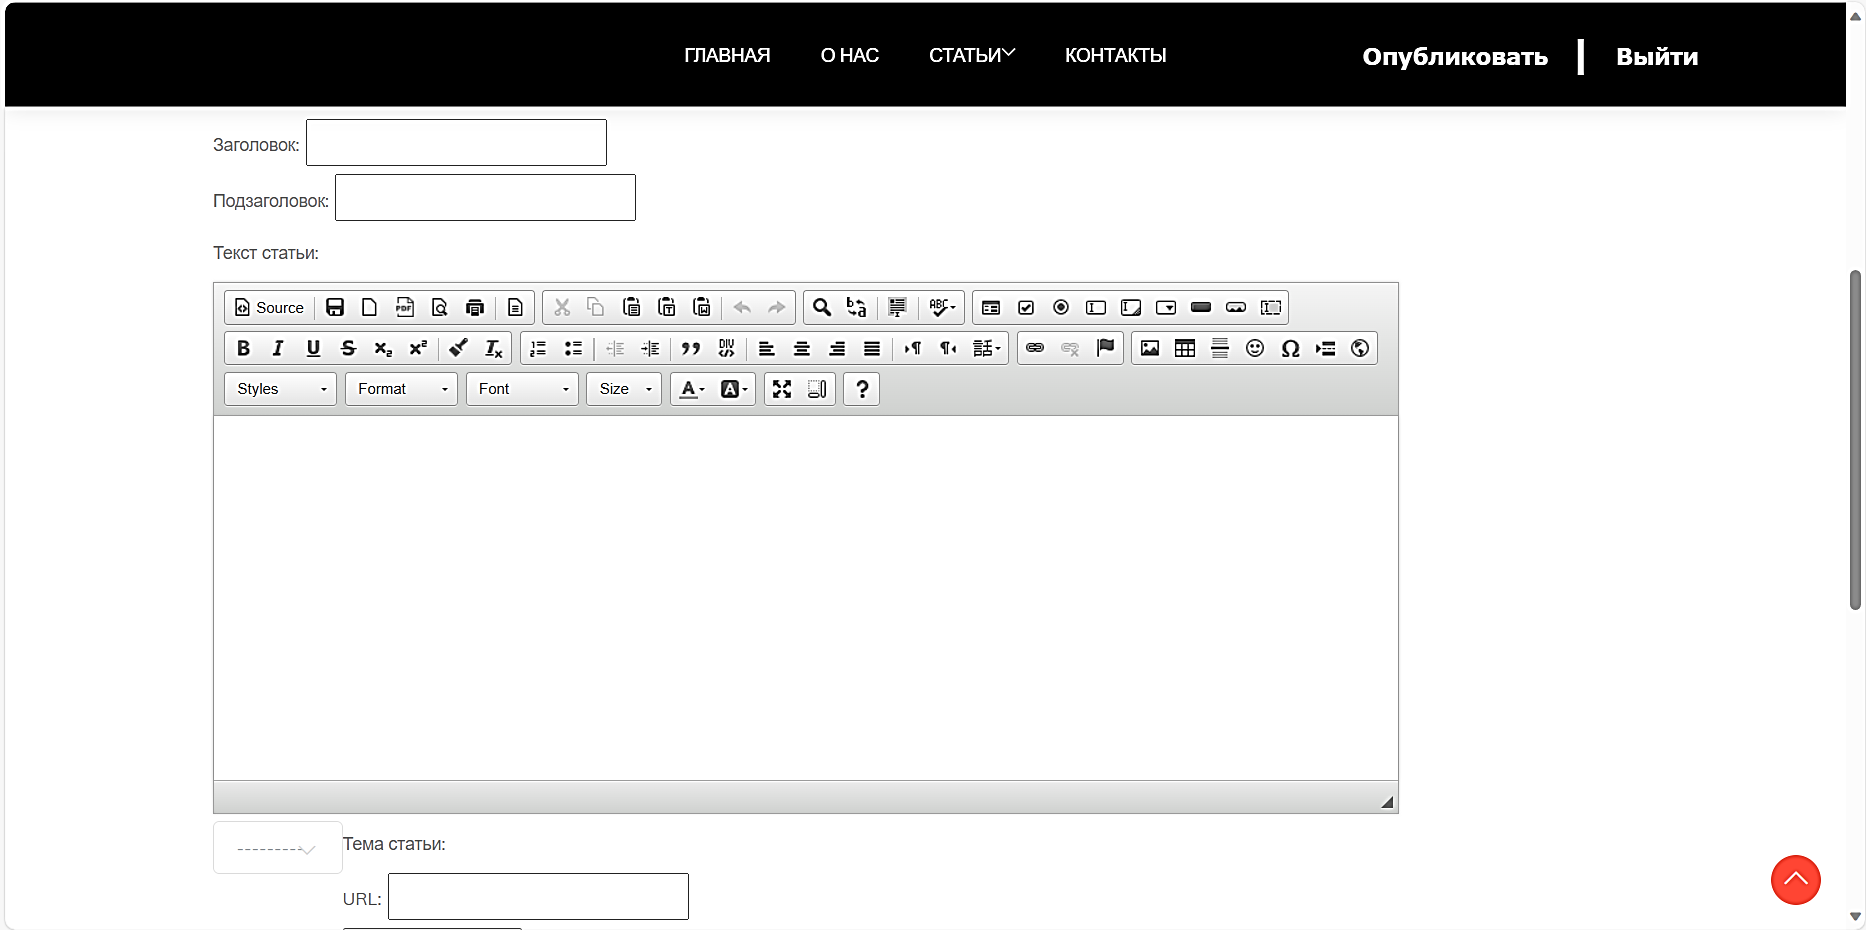 ГЛАВНАЯ О НАС СТАТЬИ КОНТАКТЫ Опубликовать | Выйти
Заголовок:
Подзаголовок:
Текст статьи:
Source
Styles Format Font Size
---------
Тема статьи:
URL: